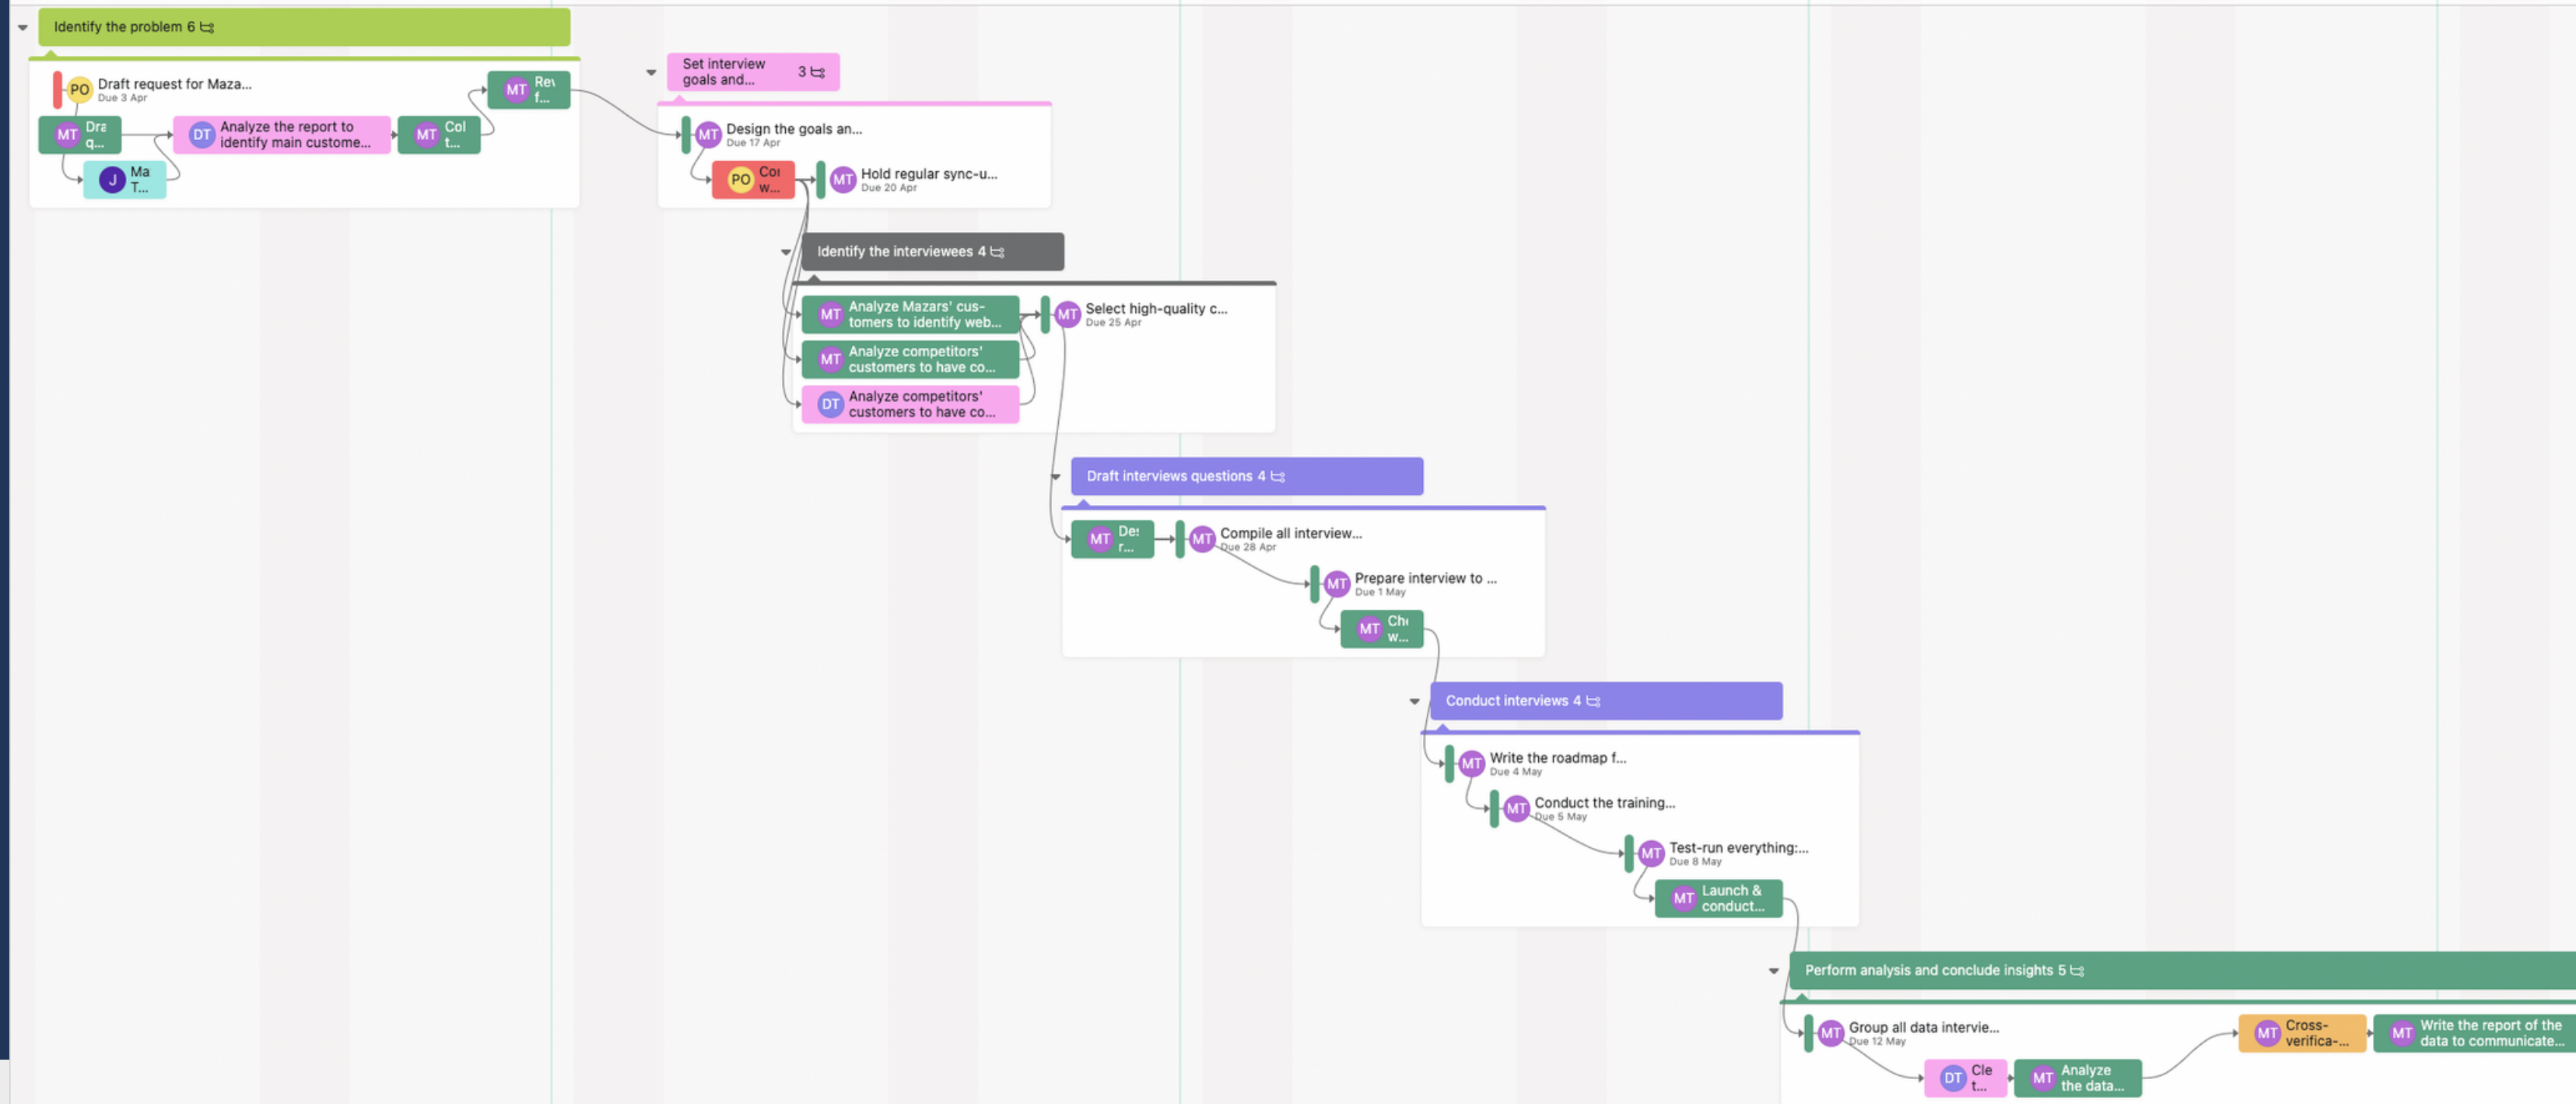 Identify the problem 6
PO
Draft request for Maza...
Due 3 Apr
MT
Rev
f...
MT
Dra
q...
DT
Analyze the report to
identify main custome...
MT
Col
t...
J
Ma
T...
Set interview
goals and...
3
MT
Design the goals an...
Due 17 Apr
PO
w...
MT
Hold regular sync-u...
Due 20 Apr
Identify the interviewees 4
MT
Analyze Mazars' cus-
tomers to identify web...
MT
Select high-quality c...
Due 25 Apr
MT
Analyze competitors'
customers to have co...
DT
Analyze competitors'
customers to have co...
Draft interviews questions 4
MT
r...
MT
Compile all interview...
Due 28 Apr
MT
Prepare interview to ...
Due 1 May
MT
w...
Conduct interviews 4
MT
Write the roadmap f...
Due 4 May
MT
Conduct the training...
Due 5 May
MT
Test-run everything:...
Due 8 May
MT
Launch &
conduct...
Perform analysis and conclude insights 5
MT
Group all data intervie...
Due 12 May
MT
Cross-
verifica-...
MT
Write the report of the
data to communicate...
DT
Cle
t...
MT
Analyze
the data...